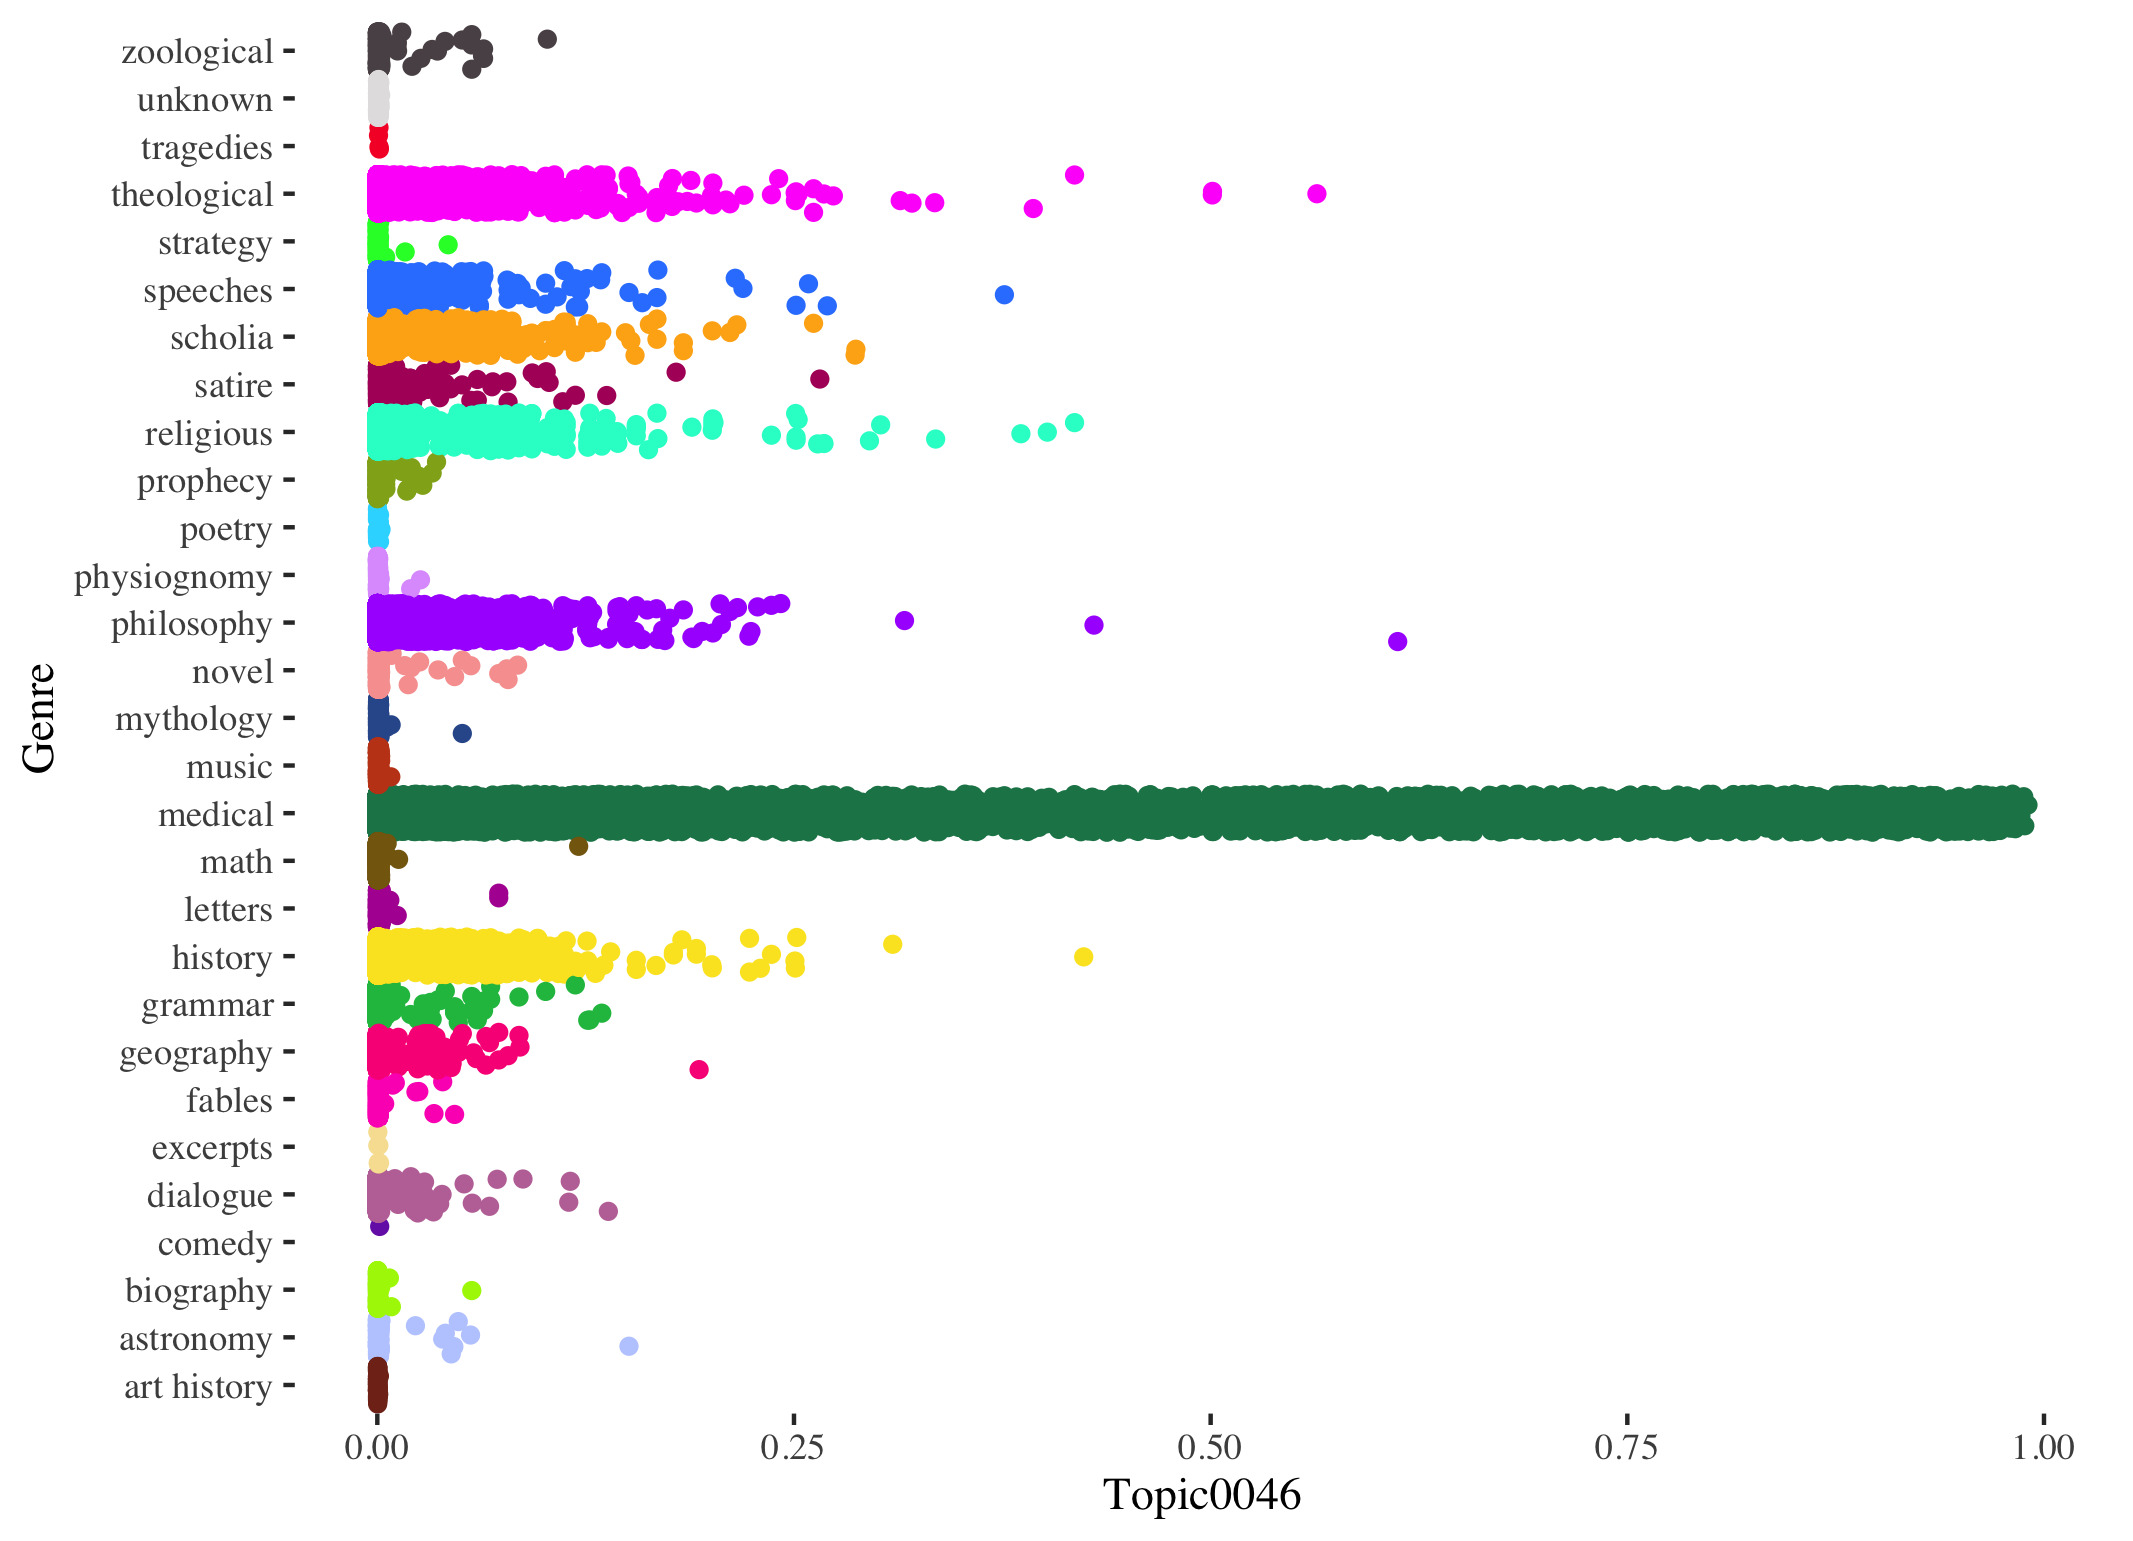 zoological
unknown
tragedies
theological
strategy
speeches
scholia
satire
religious
prophecy
poetry
physiognomy
philosophy
novel
mythology
music
medical
math
letters
history
grammar
geography
fables
excerpts
dialogue
comedy
biography
astronomy
art history
Genre
0.00 0.25 0.50 0.75 1.00
Topic0046